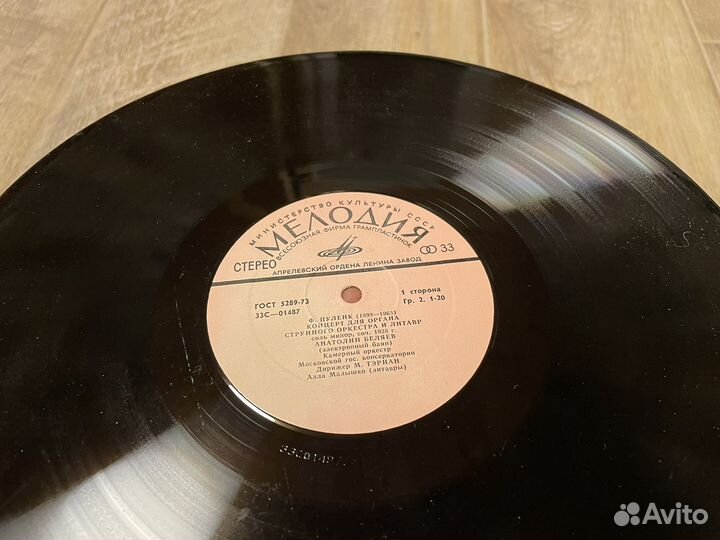 МИНИСТЕРСТВО КУЛЬТУРЫ СССР
МЕЛОДИЯ
ВСЕСОЮЗНАЯ ФИРМА ГРАМПЛАСТИНОК
СТЕРЕО
33
АПРЕЛЕВСКИЙ ОРДЕНА ЛЕНИНА ЗАВОД
ГОСТ 5289-73
1 сторона
33С—01487
Гр. 2. 1-20
Ф. ПУЛЕНК (1899—1963)
КОНЦЕРТ ДЛЯ ОРГАНА
СТРУННОГО ОРКЕСТРА И ЛИТАВР
соль минор, соч. 1938 г.
АНАТОЛИЙ БЕЛЯЕВ
(электронный баян)
Камерный оркестр
Московской гос. консерватории
Дирижер М. ТЭРИАН
Алла Малышко (литавры)
Avito